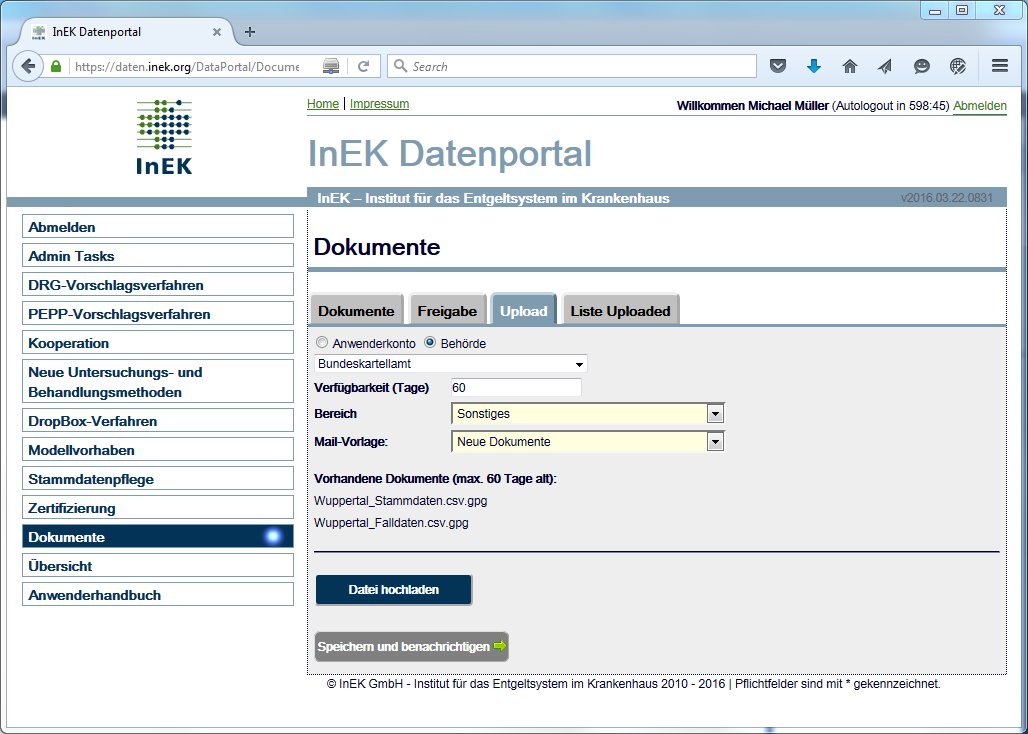 InEK Datenportal
https://daten.inek.org/DataPortal/Docume
Search
InEK
Home | Impressum
Willkommen Michael Müller (Autologout in 598:45) Abmelden
InEK Datenportal
InEK – Institut für das Entgeltsystem im Krankenhaus
v2016.03.22.0831
Abmelden
Admin Tasks
DRG-Vorschlagsverfahren
PEPP-Vorschlagsverfahren
Kooperation
Neue Untersuchungs- und
Behandlungsmethoden
DropBox-Verfahren
Modellvorhaben
Stammdatenpflege
Zertifizierung
Dokumente
Übersicht
Anwenderhandbuch
Dokumente
Dokumente Freigabe Upload Liste Uploaded
Anwenderkonto Behörde
Bundeskartellamt
Verfügbarkeit (Tage) 60
Bereich Sonstiges
Mail-Vorlage: Neue Dokumente
Vorhandene Dokumente (max. 60 Tage alt):
Wuppertal_Stammdaten.csv.gpg
Wuppertal_Falldaten.csv.gpg
Datei hochladen
Speichern und benachrichtigen
© InEK GmbH - Institut für das Entgeltsystem im Krankenhaus 2010 - 2016 | Pflichtfelder sind mit * gekennzeichnet.